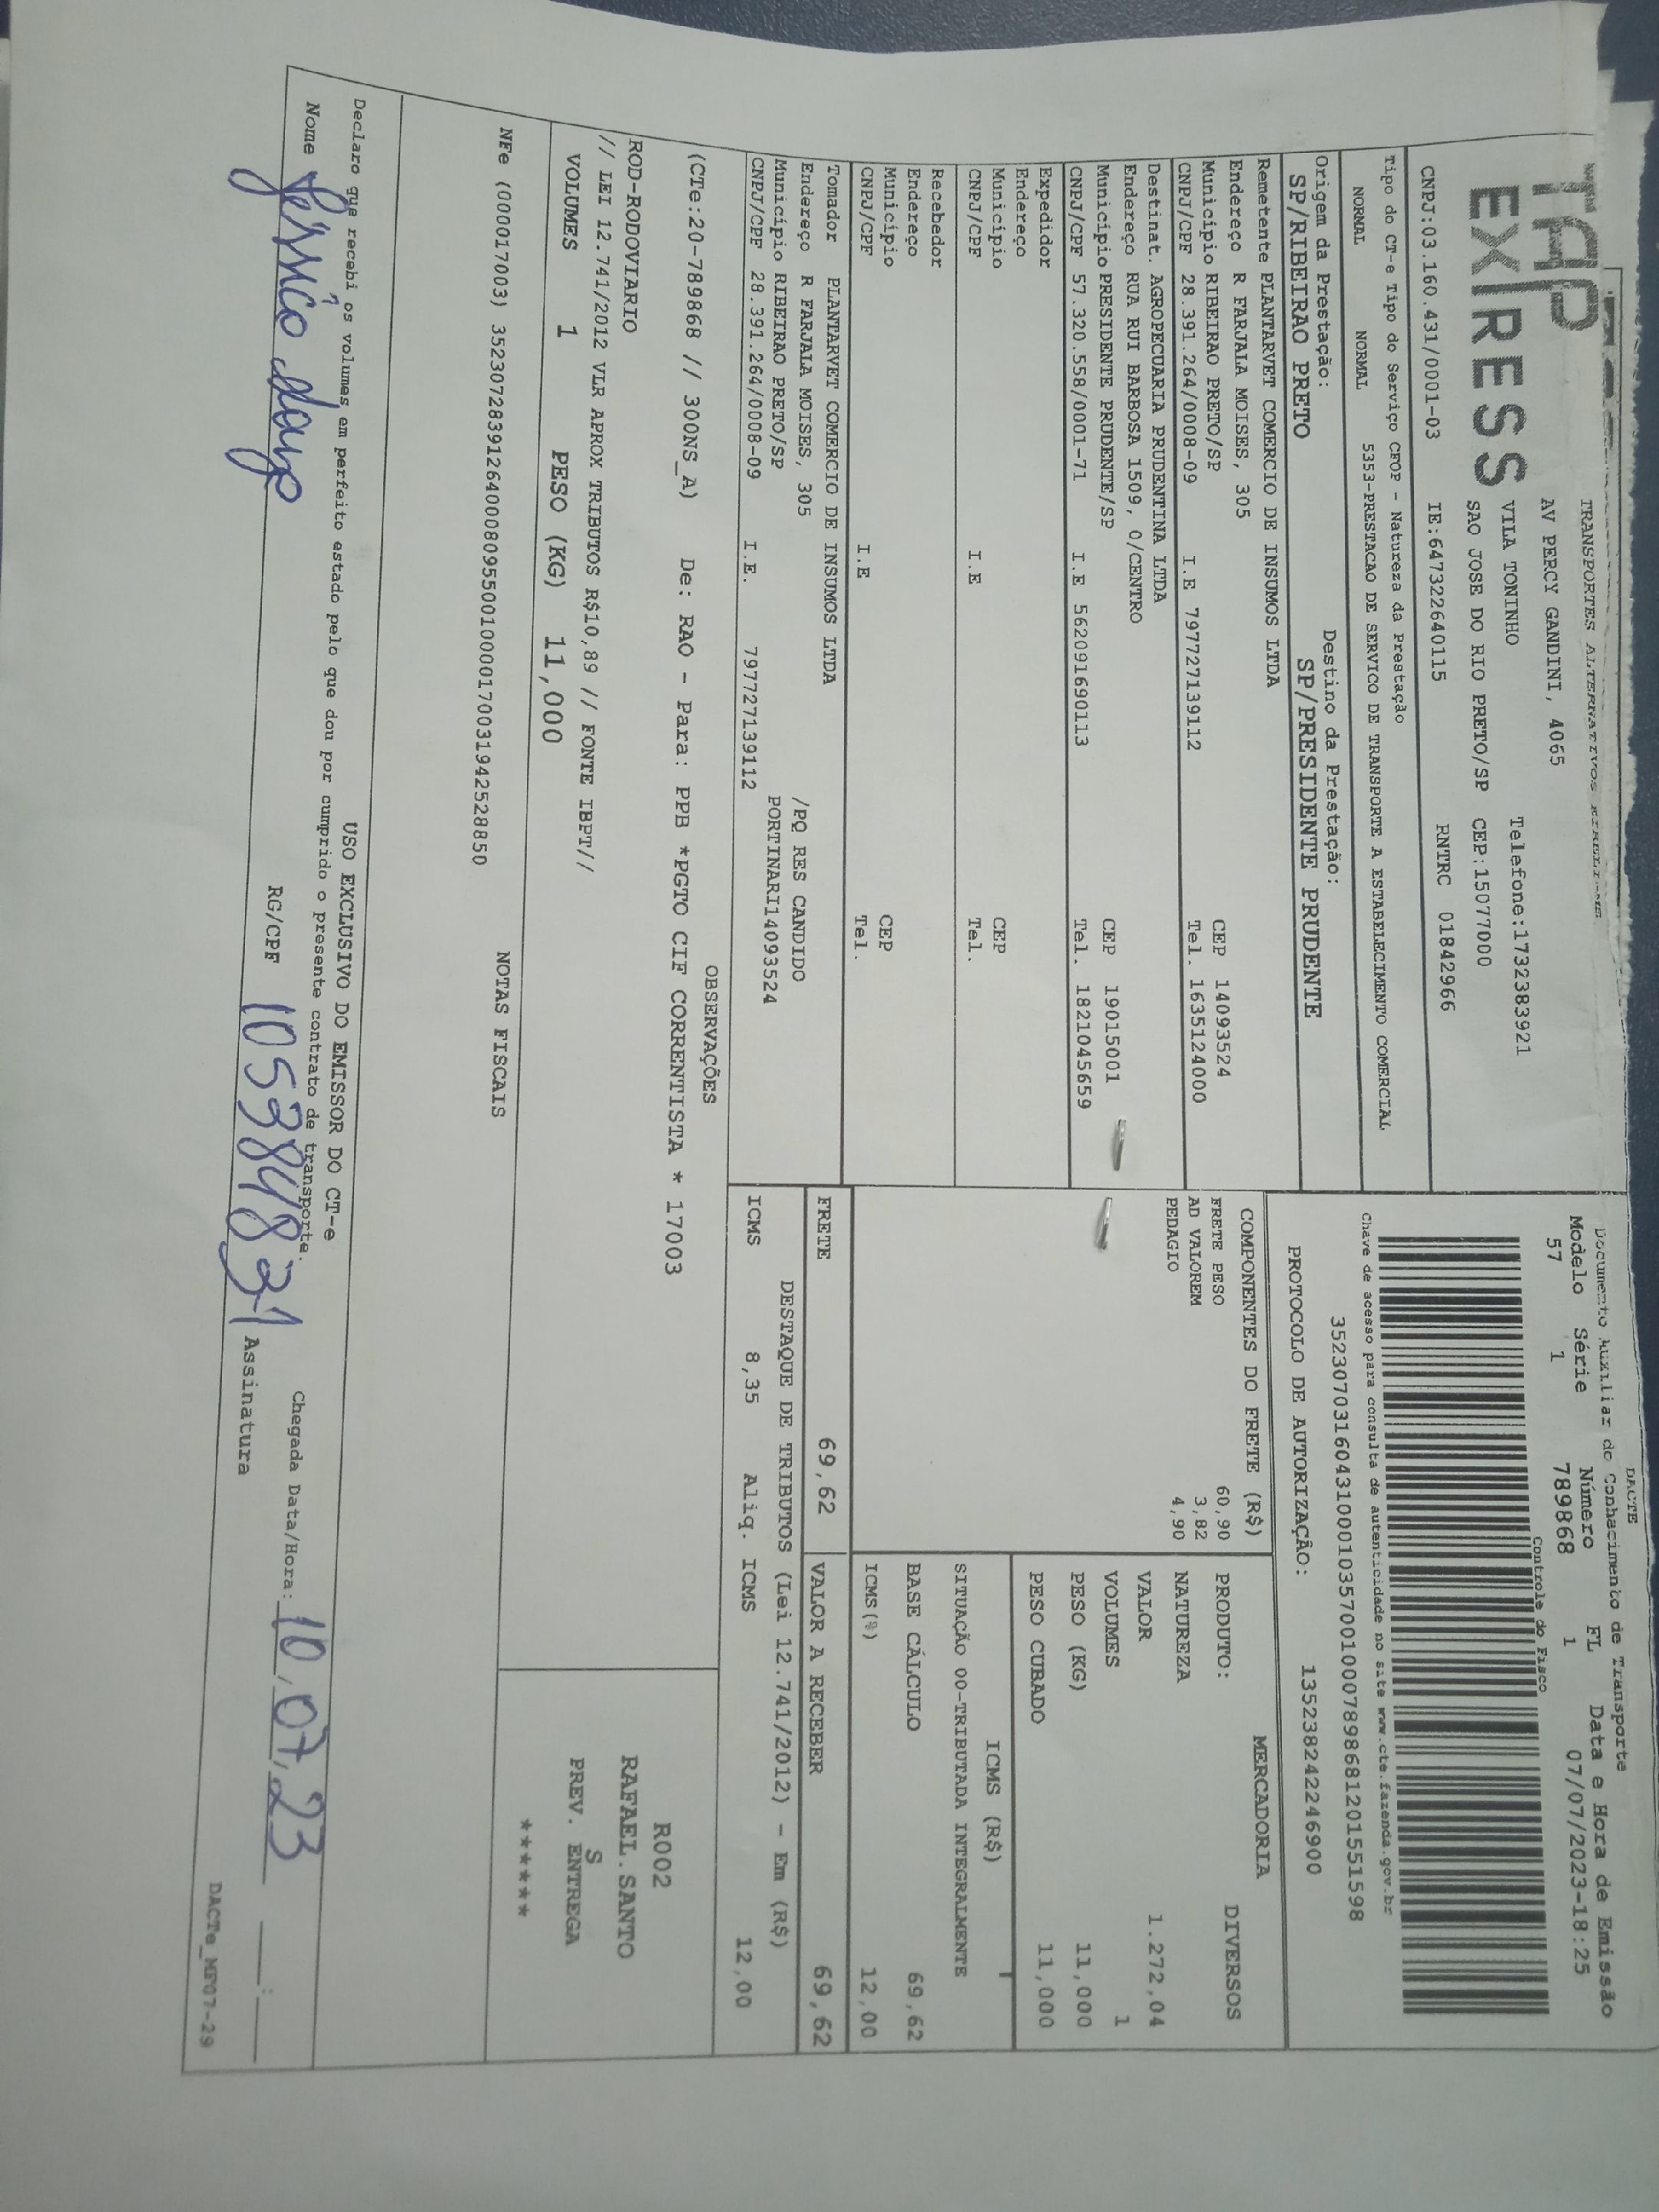 TAP
EXPRESS
TRANSPORTES ALTERNATIVOS
AV PERCY GANDINI, 4065
VILA TONINHO Telefone:1732383921
SAO JOSE DO RIO PRETO/SP CEP:15077000
CNPJ:03.160.431/0001-03 IE:647322640115 RNTRC 01842966
Tipo do CT-e Tipo do Serviço CFOP - Natureza da Prestação
NORMAL NORMAL 5353-PRESTACAO DE SERVICO DE TRANSPORTE A ESTABELECIMENTO COMERCIAL
Origem da Prestação: Destino da Prestação:
SP/RIBEIRAO PRETO SP/PRESIDENTE PRUDENTE
DACTE
Documento Auxiliar do Conhecimento de Transporte
Modelo Série Número FL Data e Hora de Emissão
57 1 789868 1 07/07/2023-18:25
Controle do Fisco
Chave de acesso para consulta de autenticidade no site www.cte.fazenda.gov.br
35230703160431000103570010007898681201551598
PROTOCOLO DE AUTORIZAÇÃO: 135238242246900
Remetente PLANTARVET COMERCIO DE INSUMOS LTDA
Endereço R FARJALA MOISES, 305 CEP 14093524
Município RIBEIRAO PRETO/SP Tel. 1635124000
CNPJ/CPF 28.391.264/0008-09 I.E 797727139112
Destinat. AGROPECUARIA PRUDENTINA LTDA
Endereço RUA RUI BARBOSA 1509, 0/CENTRO
Município PRESIDENTE PRUDENTE/SP CEP 19015001
CNPJ/CPF 57.320.558/0001-71 I.E 562091690113 Tel. 1821045659
Expedidor
Endereço
Município CEP
CNPJ/CPF I.E Tel.
Recebedor
Endereço
Município CEP
CNPJ/CPF I.E Tel.
Tomador PLANTARVET COMERCIO DE INSUMOS LTDA
Endereço R FARJALA MOISES, 305 /PQ RES CANDIDO
Município RIBEIRAO PRETO/SP PORTINARI14093524
CNPJ/CPF 28.391.264/0008-09 I.E. 797727139112
COMPONENTES DO FRETE (R$)
FRETE PESO 60,90
AD VALOREM 3,82
PEDAGIO 4,90
MERCADORIA
PRODUTO: DIVERSOS
NATUREZA
VALOR 1.272,04
VOLUMES 1
PESO (KG) 11,000
PESO CUBADO 11,000
ICMS (R$)
SITUAÇÃO 00-TRIBUTADA INTEGRALMENTE
BASE CÁLCULO 69,62
ICMS(%) 12,00
FRETE 69,62 VALOR A RECEBER 69,62
DESTAQUE DE TRIBUTOS (Lei 12.741/2012) - Em (R$)
ICMS 8,35 Aliq. ICMS 12,00
OBSERVAÇÕES
(CTe:20-789868 // 300NS_A) De: RAO - Para: PPB *PGTO CIF CORRENTISTA * 17003
ROD-RODOVIARIO
// LEI 12.741/2012 VLR APROX TRIBUTOS R$10,89 // FONTE IBPT//
VOLUMES 1 PESO (KG) 11,000
R002
RAFAEL.SANTO
S
PREV. ENTREGA
******
NOTAS FISCAIS
NFe (000017003) 35230728391264000809550010000170031942528850
USO EXCLUSIVO DO EMISSOR DO CT-e
Declaro que recebi os volumes em perfeito estado pelo que dou por cumprido o presente contrato de transporte.
Chegada Data/Hora: 10,07,23 __:__
Nome RG/CPF Assinatura
DACTe_MF07-29